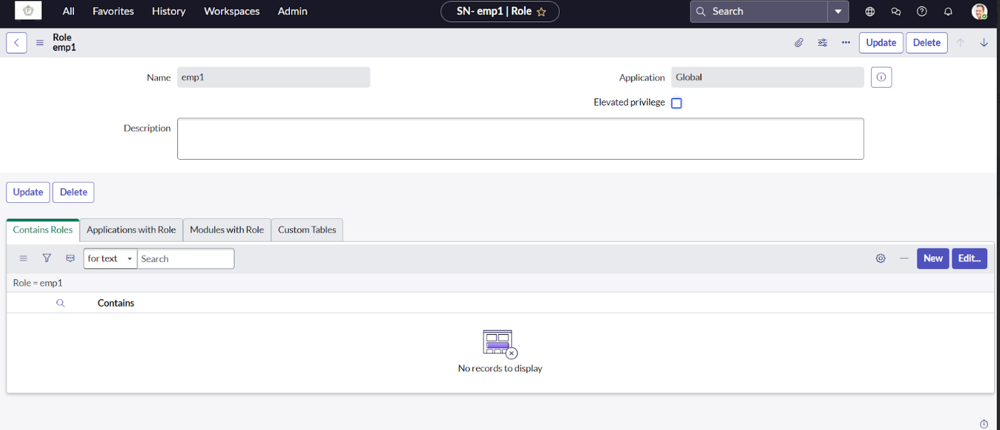 All Favorites History Workspaces Admin SN- emp1 | Role Search
Role
emp1
Update Delete
Name emp1 Application Global
Elevated privilege
Description
Update Delete
Contains Roles Applications with Role Modules with Role Custom Tables
for text Search New Edit...
Role = emp1
Contains
No records to display